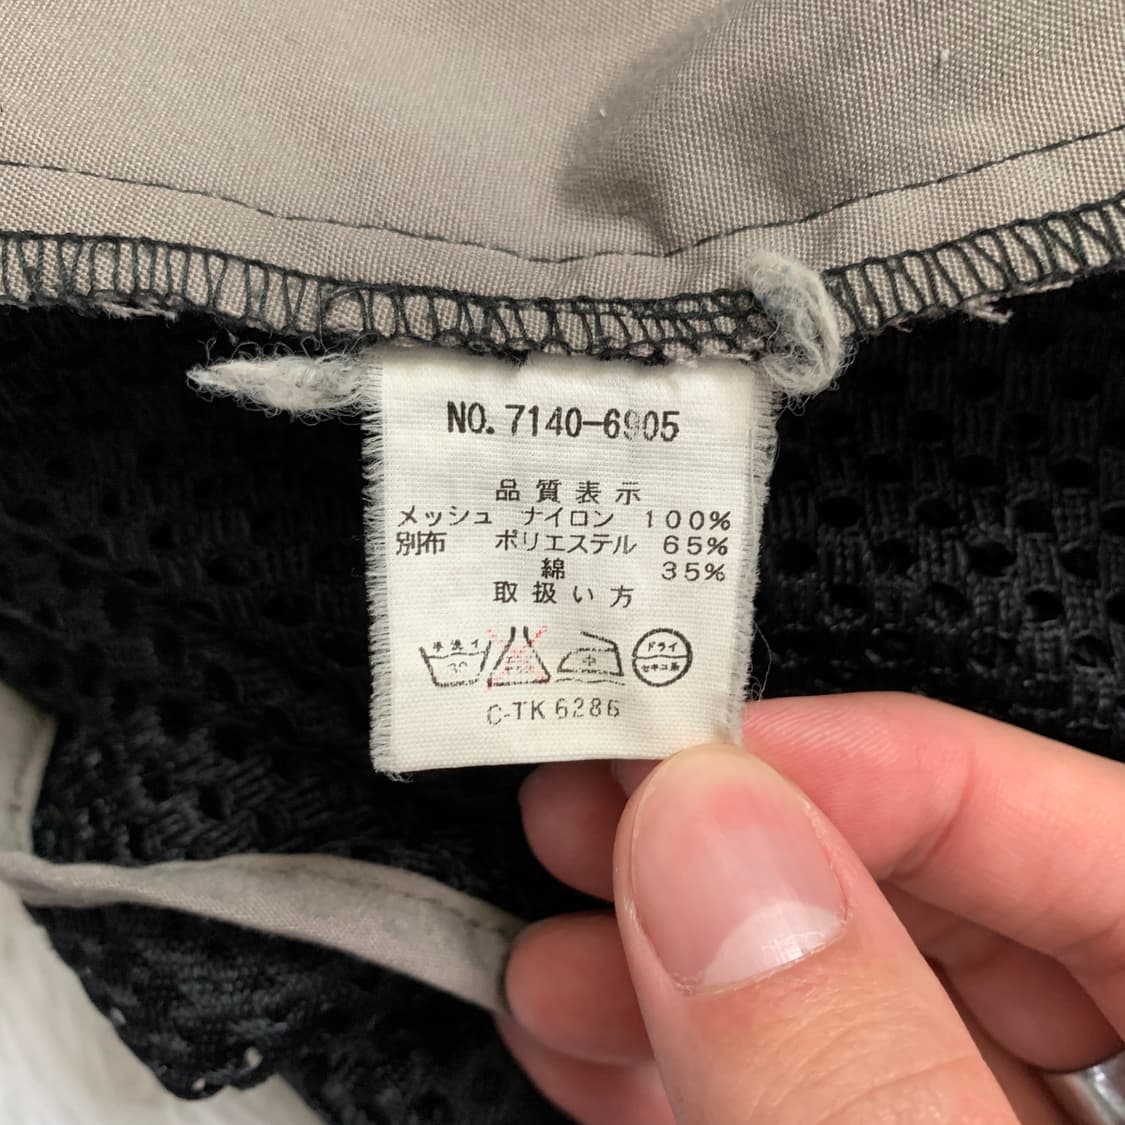 NO. 7140-6905
品質表示
メッシュ ナイロン 100%
別布 ポリエステル 65%
綿 35%
取扱い方
手洗イ 30 中 ドライ セキユ系
C-TK 6286